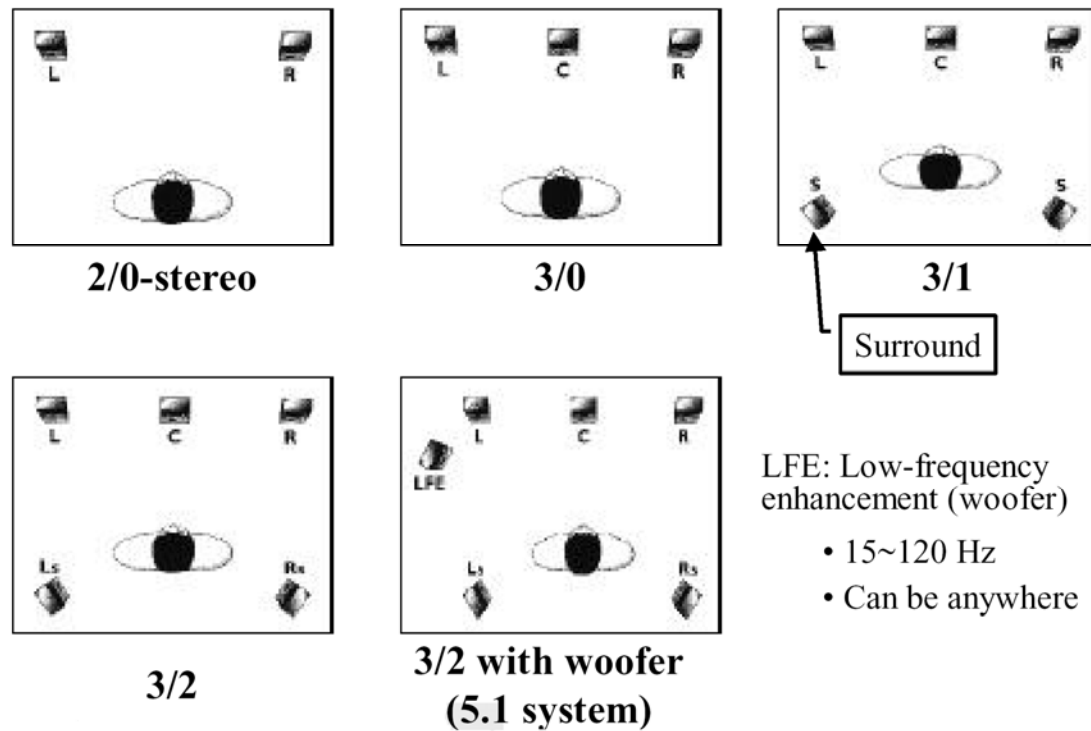 L
R
2/0-stereo
L
C
R
3/0
L
C
R
S
S
3/1
Surround
L
C
R
Ls
Rs
3/2
L
C
R
LFE
Ls
Rs
3/2 with woofer
(5.1 system)
LFE: Low-frequency
enhancement (woofer)
• 15~120 Hz
• Can be anywhere